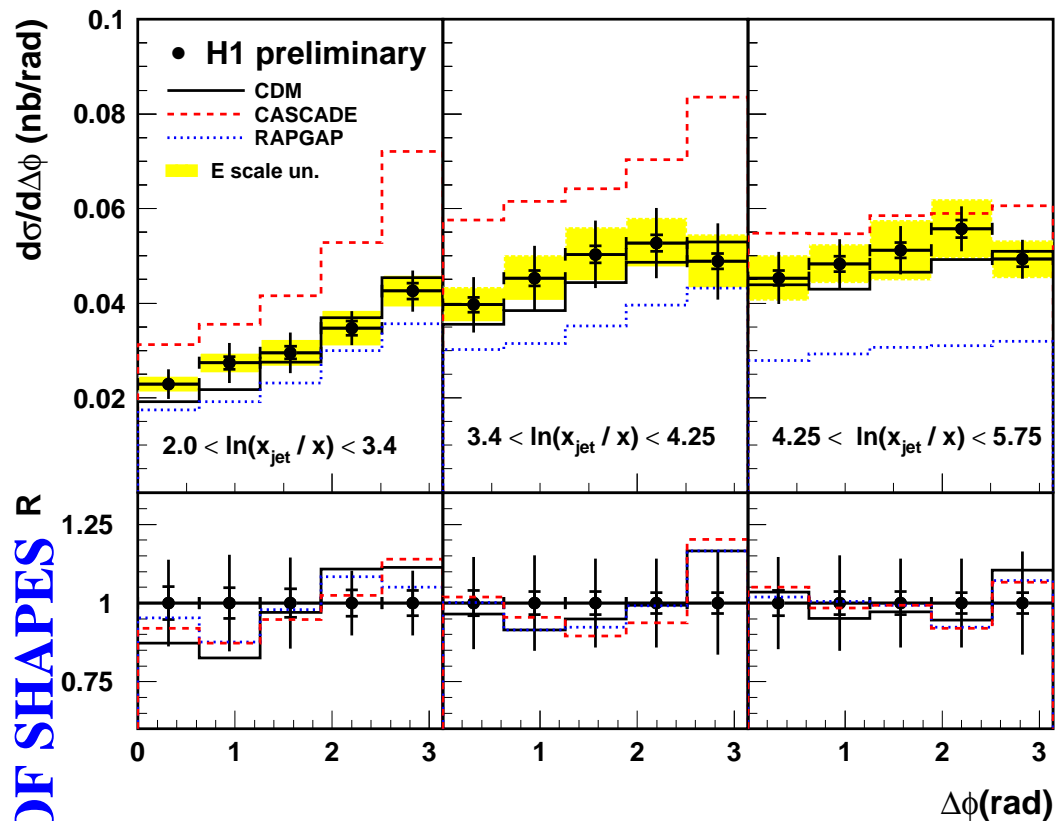 0.1
0.08
0.06
0.04
0.02
dσ/dΔϕ (nb/rad)
H1 preliminary
CDM
CASCADE
RAPGAP
E scale un.
2.0 < ln(x_jet / x) < 3.4
3.4 < ln(x_jet / x) < 4.25
4.25 < ln(x_jet / x) < 5.75
R
1.25
1
0.75
OF SHAPES
0 1 2 3 1 2 3 1 2 3
Δϕ(rad)